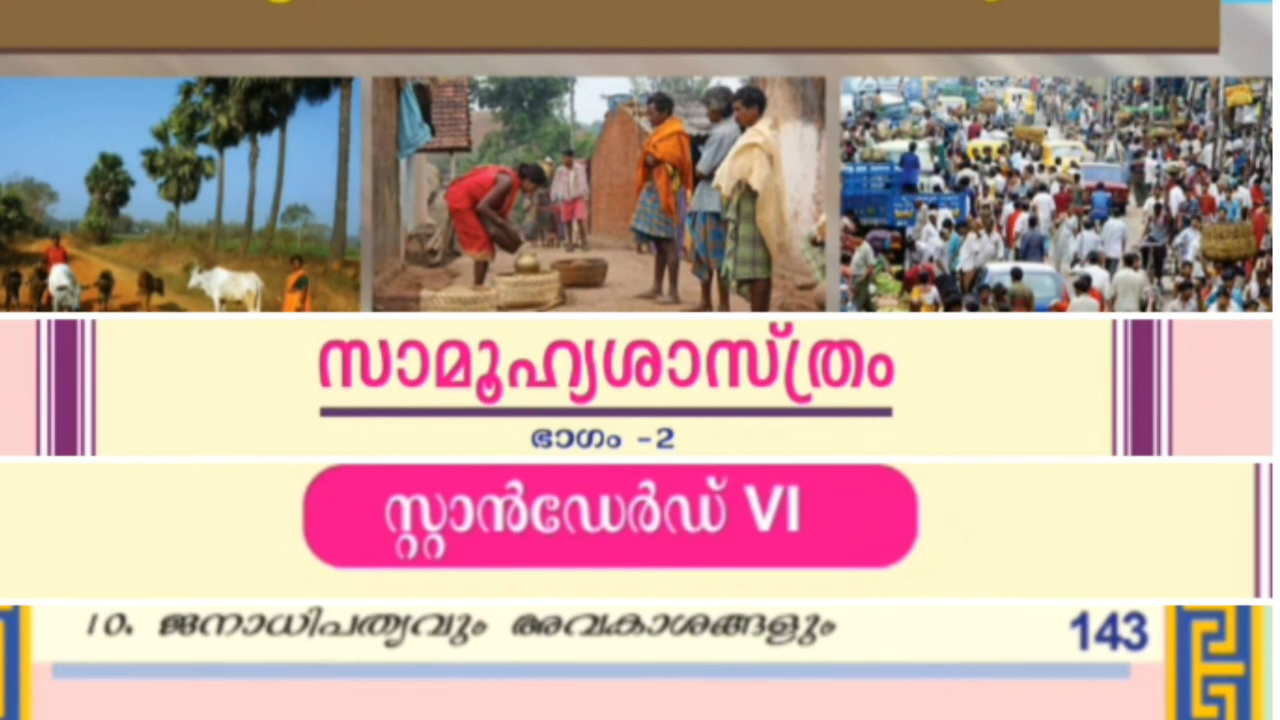 സാമൂഹ്യശാസ്ത്രം
ഭാഗം -2
സ്റ്റാൻഡേർഡ് VI
10. ജനാധിപത്യവും അവകാശങ്ങളും 143